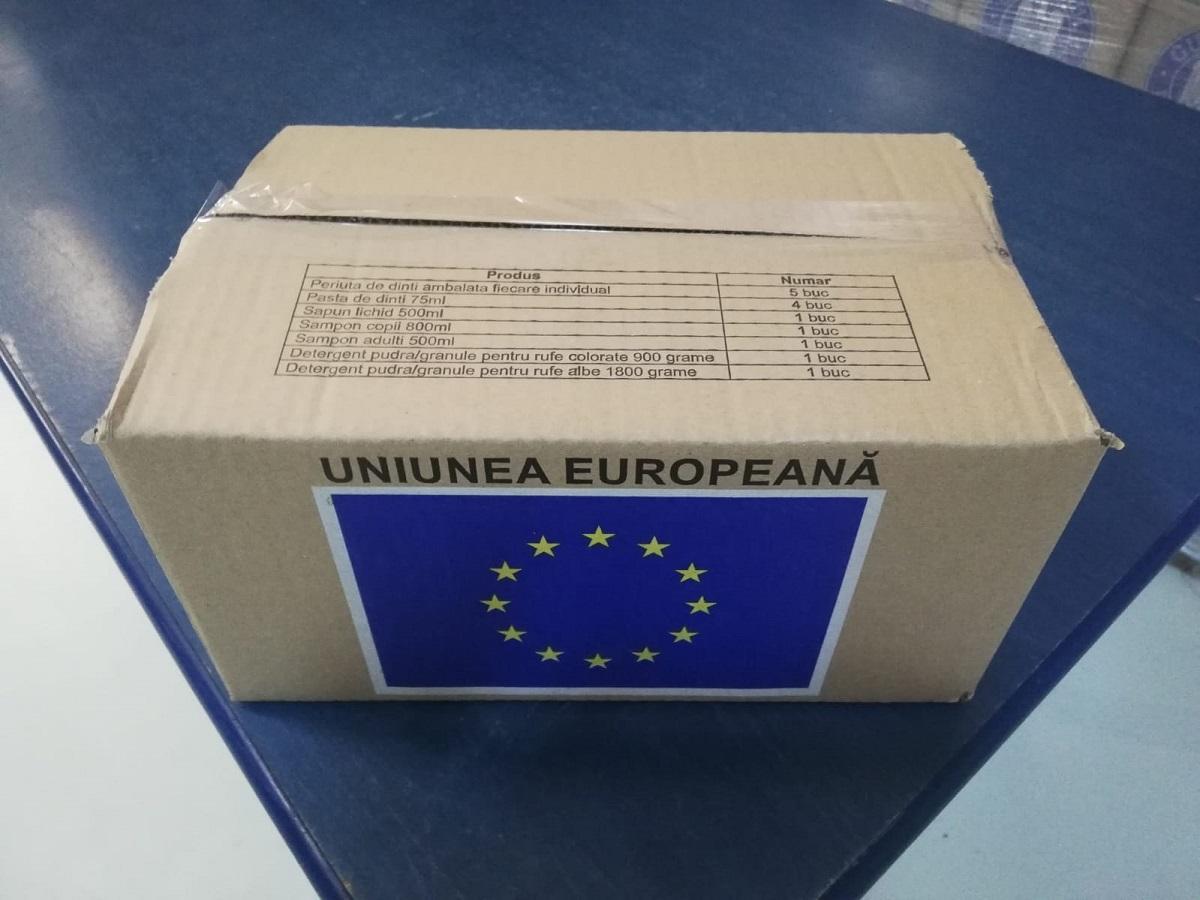 Produs Numar
Periuta de dinti ambalata fiecare individual 5 buc
Pasta de dinti 75ml 4 buc
Sapun lichid 500ml 1 buc
Sampon copii 800ml 1 buc
Sampon adulti 500ml 1 buc
Detergent pudra/granule pentru rufe colorate 900 grame 1 buc
Detergent pudra/granule pentru rufe albe 1800 grame 1 buc
UNIUNEA EUROPEANĂ